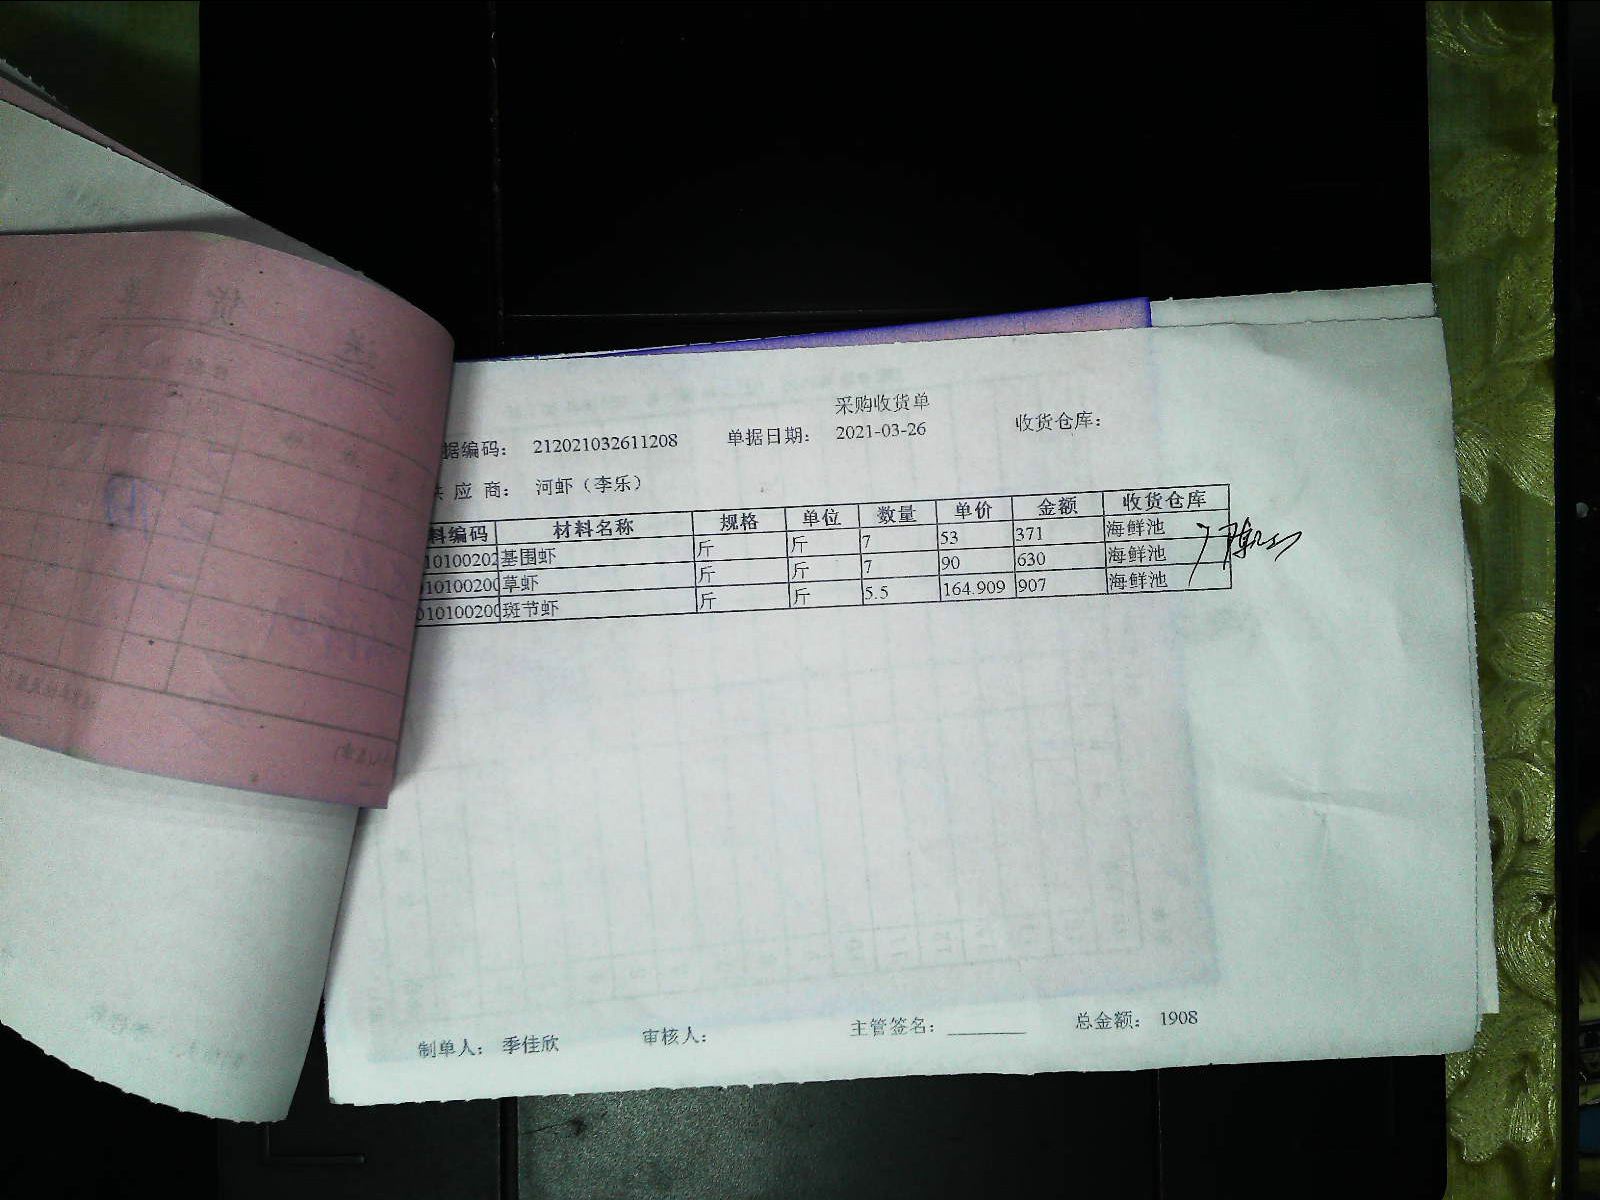 采购收货单
据编码： 212021032611208 单据日期： 2021-03-26 收货仓库：
应 商： 河虾（李乐）
料编码 材料名称 规格 单位 数量 单价 金额 收货仓库
10100202 基围虾 斤 斤 7 53 371 海鲜池
10100200 草虾 斤 斤 7 90 630 海鲜池
10100200 斑节虾 斤 斤 5.5 164.909 907 海鲜池
制单人： 季佳欣 审核人： 主管签名： 总金额： 1908